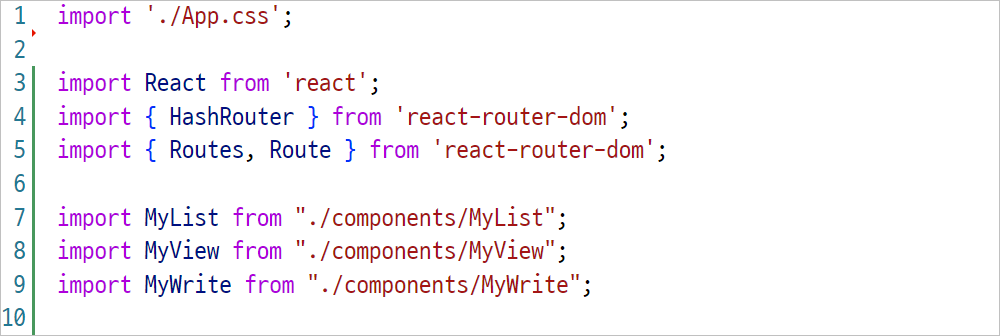 1 import './App.css';
2
3 import React from 'react';
4 import { HashRouter } from 'react-router-dom';
5 import { Routes, Route } from 'react-router-dom';
6
7 import MyList from "./components/MyList";
8 import MyView from "./components/MyView";
9 import MyWrite from "./components/MyWrite";
10